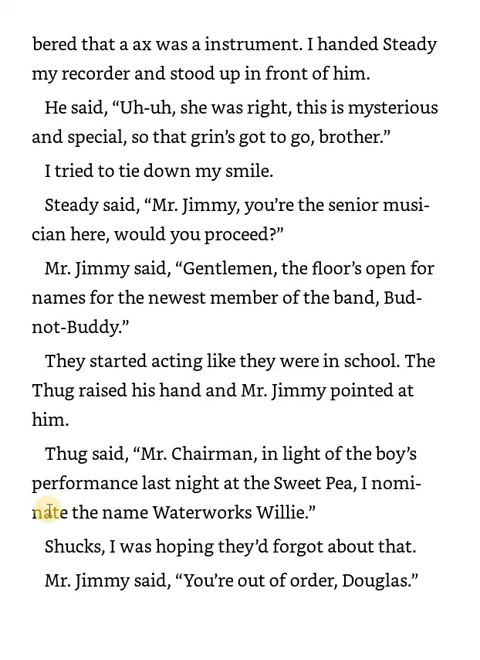 bered that a ax was a instrument. I handed Steady
my recorder and stood up in front of him.
He said, “Uh-uh, she was right, this is mysterious
and special, so that grin’s got to go, brother.”
I tried to tie down my smile.
Steady said, “Mr. Jimmy, you’re the senior musi-
cian here, would you proceed?”
Mr. Jimmy said, “Gentlemen, the floor’s open for
names for the newest member of the band, Bud-
not-Buddy.”
They started acting like they were in school. The
Thug raised his hand and Mr. Jimmy pointed at
him.
Thug said, “Mr. Chairman, in light of the boy’s
performance last night at the Sweet Pea, I nomi-
nate the name Waterworks Willie.”
Shucks, I was hoping they’d forgot about that.
Mr. Jimmy said, “You’re out of order, Douglas.”